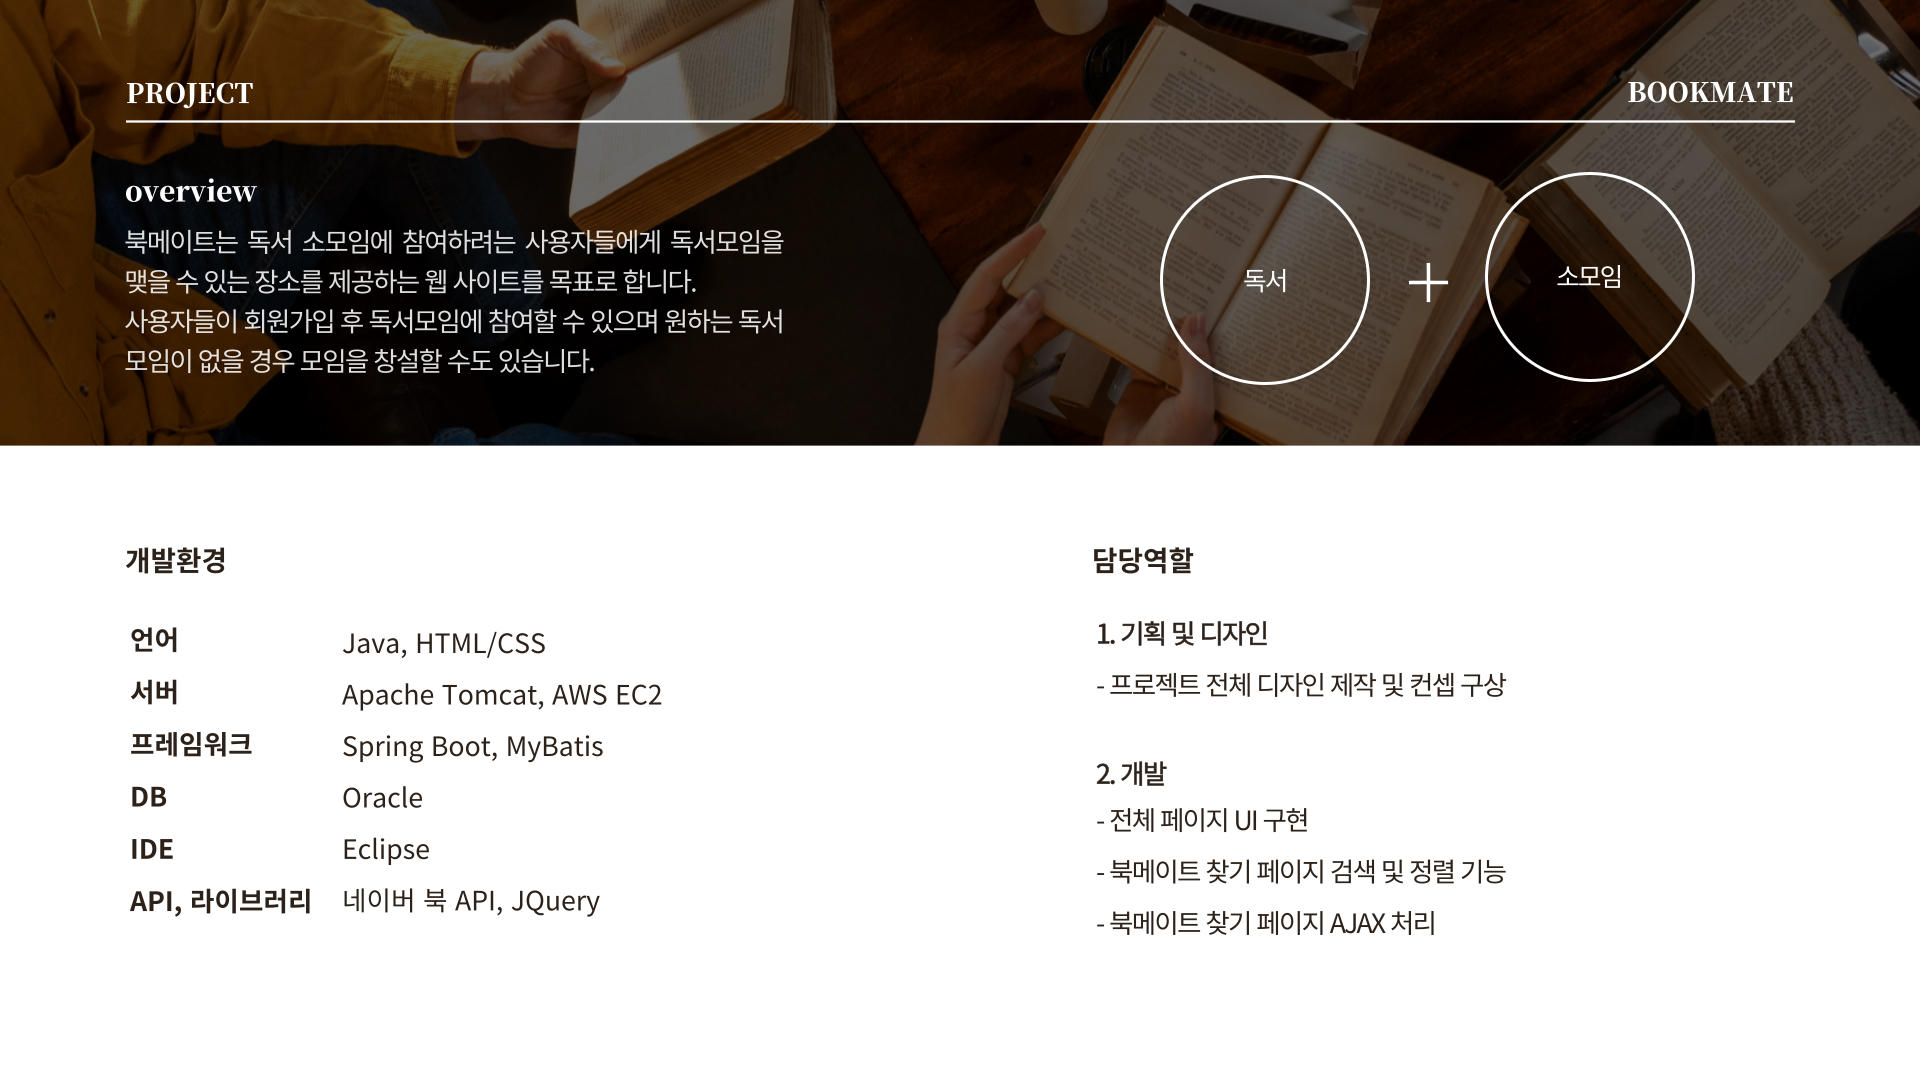 PROJECT
BOOKMATE
overview
북메이트는 독서 소모임에 참여하려는 사용자들에게 독서모임을
맺을 수 있는 장소를 제공하는 웹 사이트를 목표로 합니다.
사용자들이 회원가입 후 독서모임에 참여할 수 있으며 원하는 독서
모임이 없을 경우 모임을 창설할 수도 있습니다.
독서
+
소모임
개발환경
언어 Java, HTML/CSS
서버 Apache Tomcat, AWS EC2
프레임워크 Spring Boot, MyBatis
DB Oracle
IDE Eclipse
API, 라이브러리 네이버 북 API, JQuery
담당역할
1. 기획 및 디자인
- 프로젝트 전체 디자인 제작 및 컨셉 구상
2. 개발
- 전체 페이지 UI 구현
- 북메이트 찾기 페이지 검색 및 정렬 기능
- 북메이트 찾기 페이지 AJAX 처리